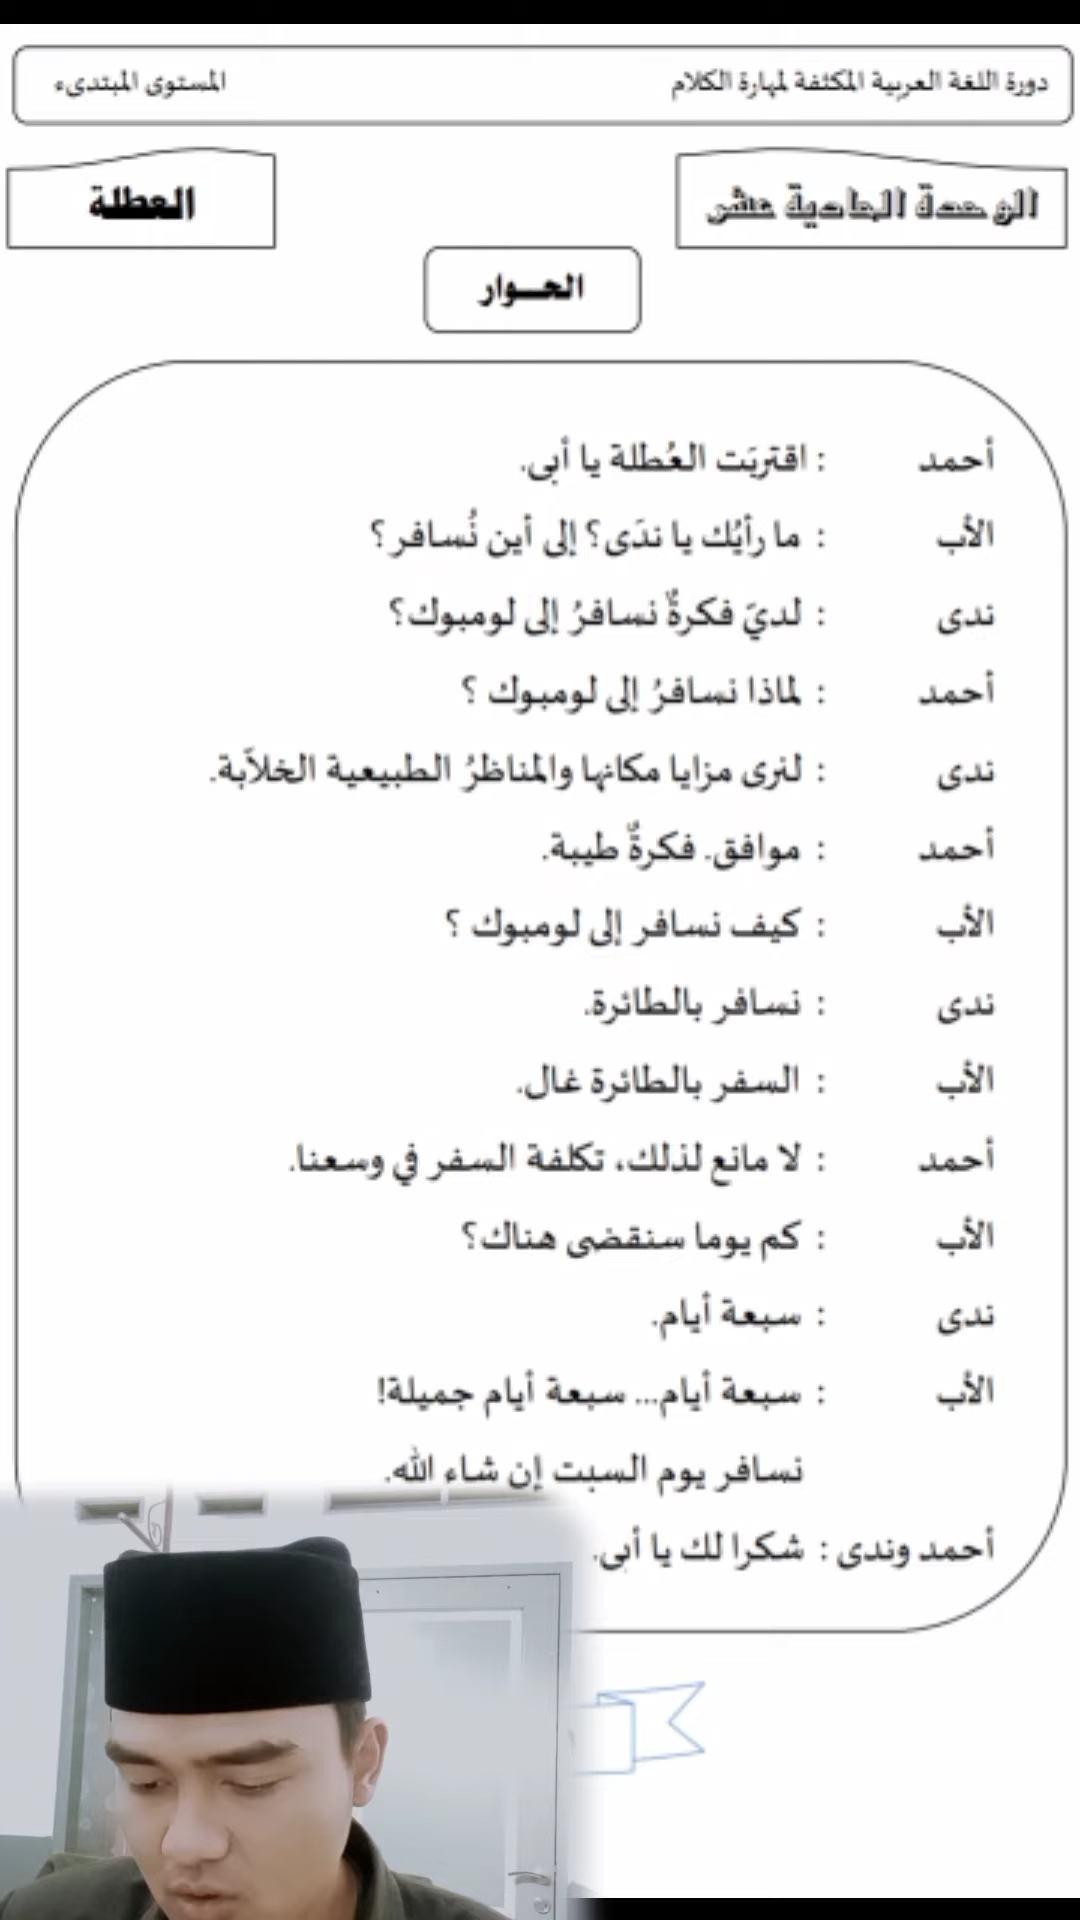 دورة اللغة العربية المكثفة لمهارة الكلام المستوى المبتدىء
الوحدة الحادية عشر العطلة
الحـــوار
أحمد : اقتربَت العُطلة يا أبى.
الأب : ما رأيُك يا ندَى؟ إلى أين نُسافر؟
ندى : لديَ فكرةٌ نسافرُ إلى لومبوك؟
أحمد : لماذا نسافرُ إلى لومبوك ؟
ندى : لنرى مزايا مكانها والمناظرُ الطبيعية الخلاّبة.
أحمد : موافق. فكرةٌ طيبة.
الأب : كيف نسافر إلى لومبوك ؟
ندى : نسافر بالطائرة.
الأب : السفر بالطائرة غال.
أحمد : لا مانع لذلك، تكلفة السفر في وسعنا.
الأب : كم يوما سنقضى هناك؟
ندى : سبعة أيام.
الأب : سبعة أيام... سبعة أيام جميلة!
نسافر يوم السبت إن شاء الله.
أحمد وندى : شكرا لك يا أبى.